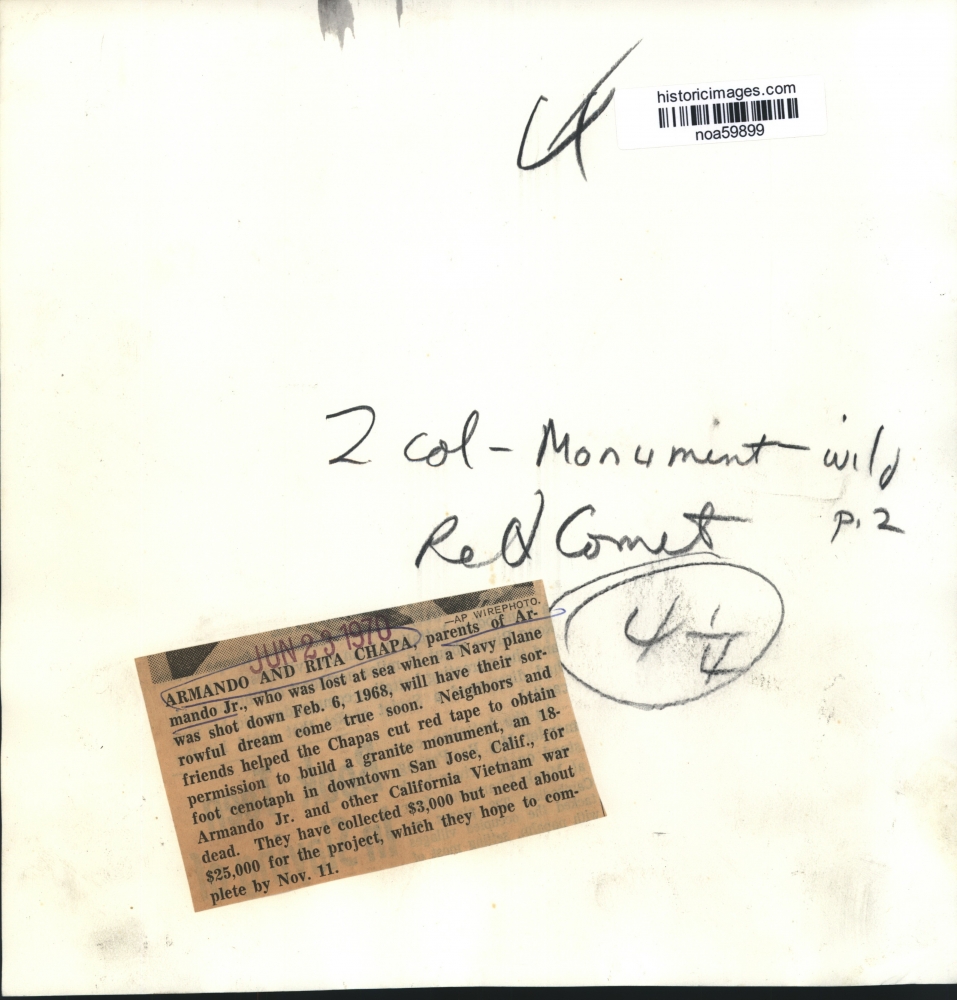 historicimages.com
noa59899
2 col - Monument - wild
Red Comet p. 2
4 1/4
—AP WIREPHOTO.
JUN 23 1970
ARMANDO AND RITA CHAPA, parents of Ar-
mando Jr., who was lost at sea when a Navy plane
was shot down Feb. 6, 1968, will have their sor-
rowful dream come true soon. Neighbors and
friends helped the Chapas cut red tape to obtain
permission to build a granite monument, an 18-
foot cenotaph in downtown San Jose, Calif., for
Armando Jr. and other California Vietnam war
dead. They have collected $3,000 but need about
$25,000 for the project, which they hope to com-
plete by Nov. 11.